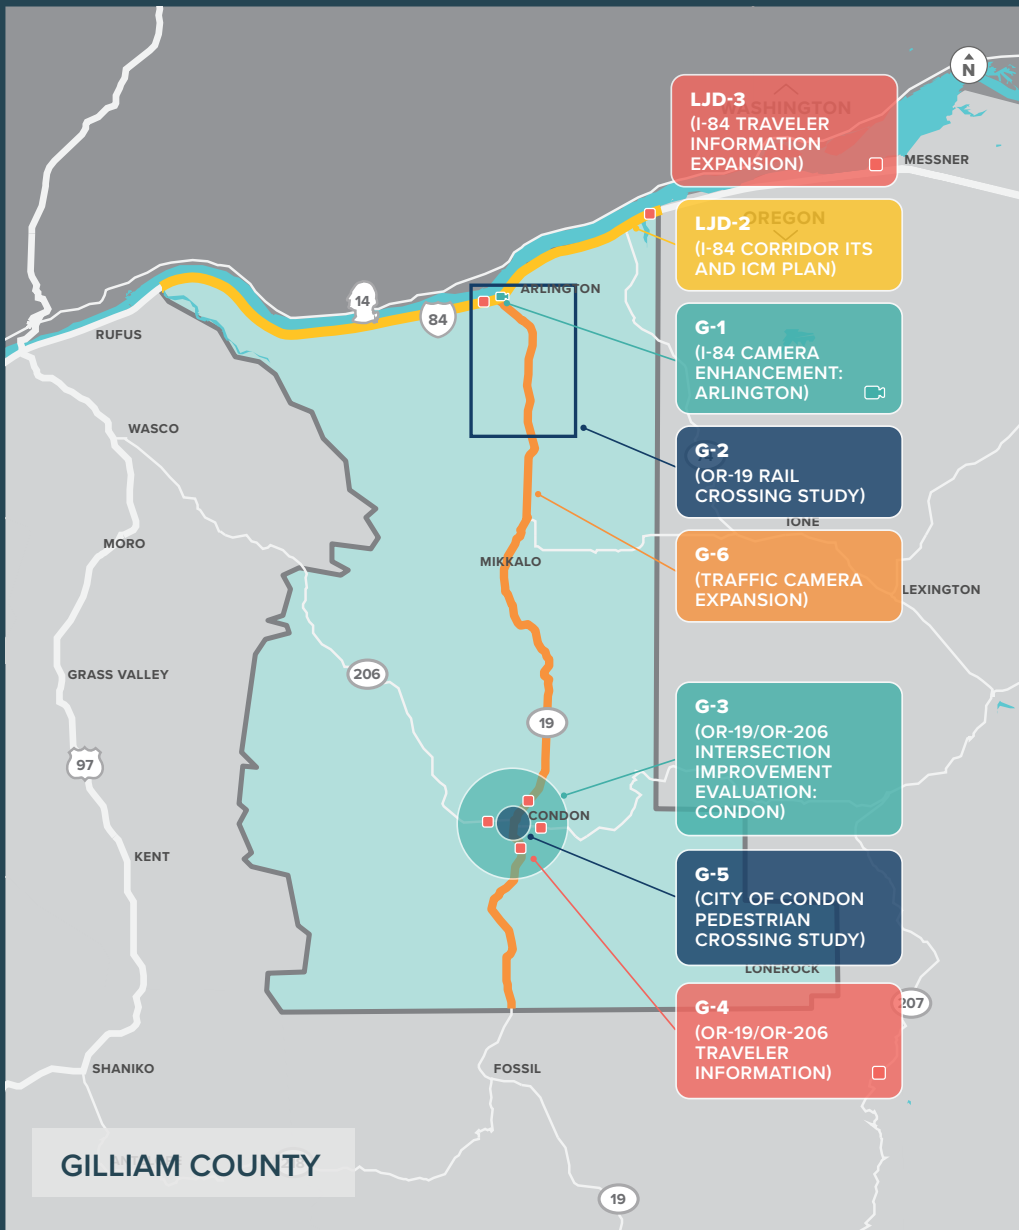 N
WASHINGTON
LJD-3
(I-84 TRAVELER
INFORMATION
EXPANSION)
MESSNER
OREGON
LJD-2
(I-84 CORRIDOR ITS
AND ICM PLAN)
ARLINGTON
14
84
RUFUS
G-1
(I-84 CAMERA
ENHANCEMENT:
ARLINGTON)
WASCO
G-2
(OR-19 RAIL
CROSSING STUDY)
IONE
MORO
MIKKALO
G-6
(TRAFFIC CAMERA
EXPANSION)
LEXINGTON
GRASS VALLEY
206
19
97
G-3
(OR-19/OR-206
INTERSECTION
IMPROVEMENT
EVALUATION:
CONDON)
CONDON
KENT
G-5
(CITY OF CONDON
PEDESTRIAN
CROSSING STUDY)
LONEROCK
207
G-4
(OR-19/OR-206
TRAVELER
INFORMATION)
SHANIKO
FOSSIL
GILLIAM COUNTY
19